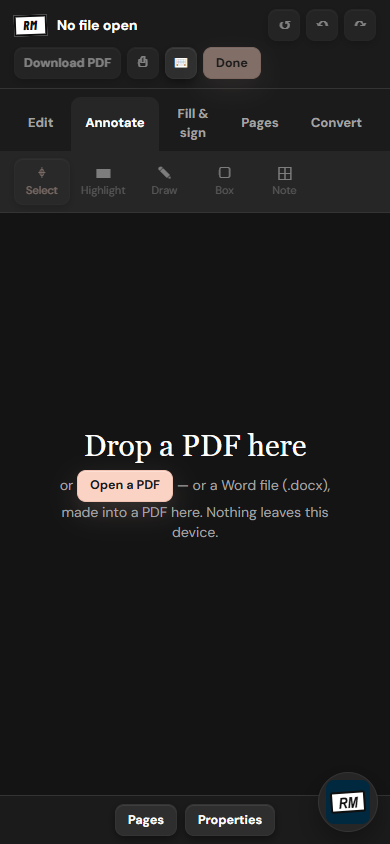 RM No file open
Download PDF Done
Edit Annotate Fill & sign Pages Convert
Select Highlight Draw Box Note
Drop a PDF here
or Open a PDF — or a Word file (.docx),
made into a PDF here. Nothing leaves this
device.
RM
Pages Properties